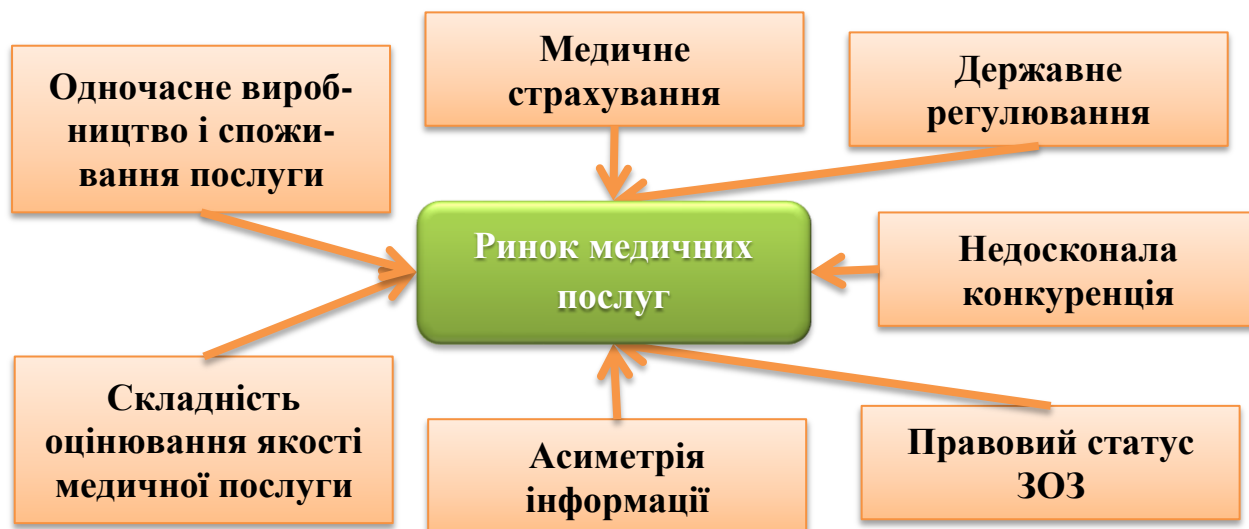 Одночасне вироб-
ництво і спожи-
вання послуги
Медичне
страхування
Державне
регулювання
Ринок медичних
послуг
Недосконала
конкуренція
Складність
оцінювання якості
медичної послуги
Асиметрія
інформації
Правовий статус
ЗОЗ